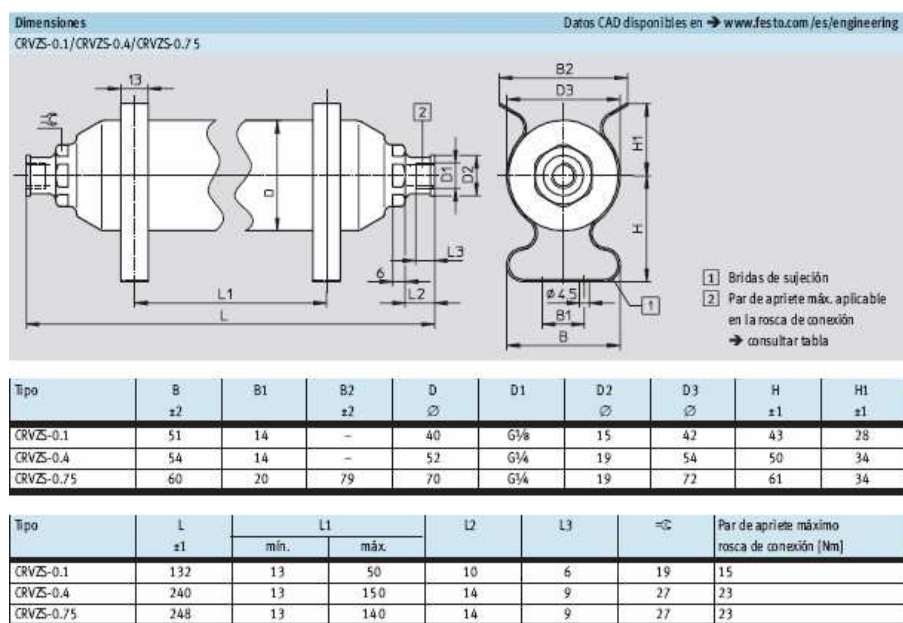 Dimensiones Datos CAD disponibles en ➔ www.festo.com/es/engineering
CRVZS-0.1/CRVZS-0.4/CRVZS-0.75
13
2
D
D1
D2
L3
6
L2
L1
L
B2
D3
H1
H
Ø 4,5
1
B1
B
1 Bridas de sujeción
2 Par de apriete máx. aplicable
en la rosca de conexión
➔ consultar tabla
Tipo B B1 B2 D D1 D2 D3 H H1
±2 ±2 ∅ ∅ ∅ ±1 ±1
CRVZS-0.1 51 14 – 40 G⅛ 15 42 43 28
CRVZS-0.4 54 14 – 52 G¼ 19 54 50 34
CRVZS-0.75 60 20 79 70 G¼ 19 72 61 34
Tipo L L1 L2 L3 =C Par de apriete máximo
±1 mín. máx. rosca de conexión [Nm]
CRVZS-0.1 132 13 50 10 6 19 15
CRVZS-0.4 240 13 150 14 9 27 23
CRVZS-0.75 248 13 140 14 9 27 23